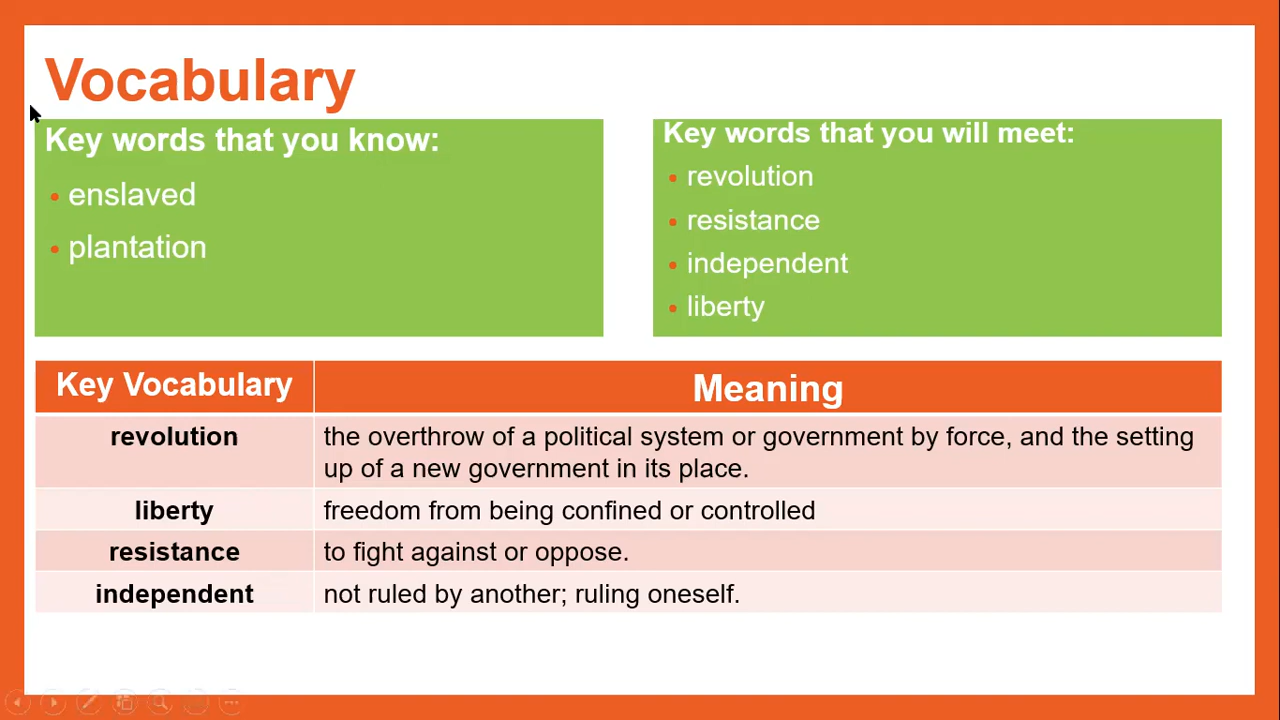 Vocabulary
Key words that you know:
• enslaved
• plantation
Key words that you will meet:
• revolution
• resistance
• independent
• liberty
Key Vocabulary
Meaning
revolution
the overthrow of a political system or government by force, and the setting
up of a new government in its place.
liberty
freedom from being confined or controlled
resistance
to fight against or oppose.
independent
not ruled by another; ruling oneself.